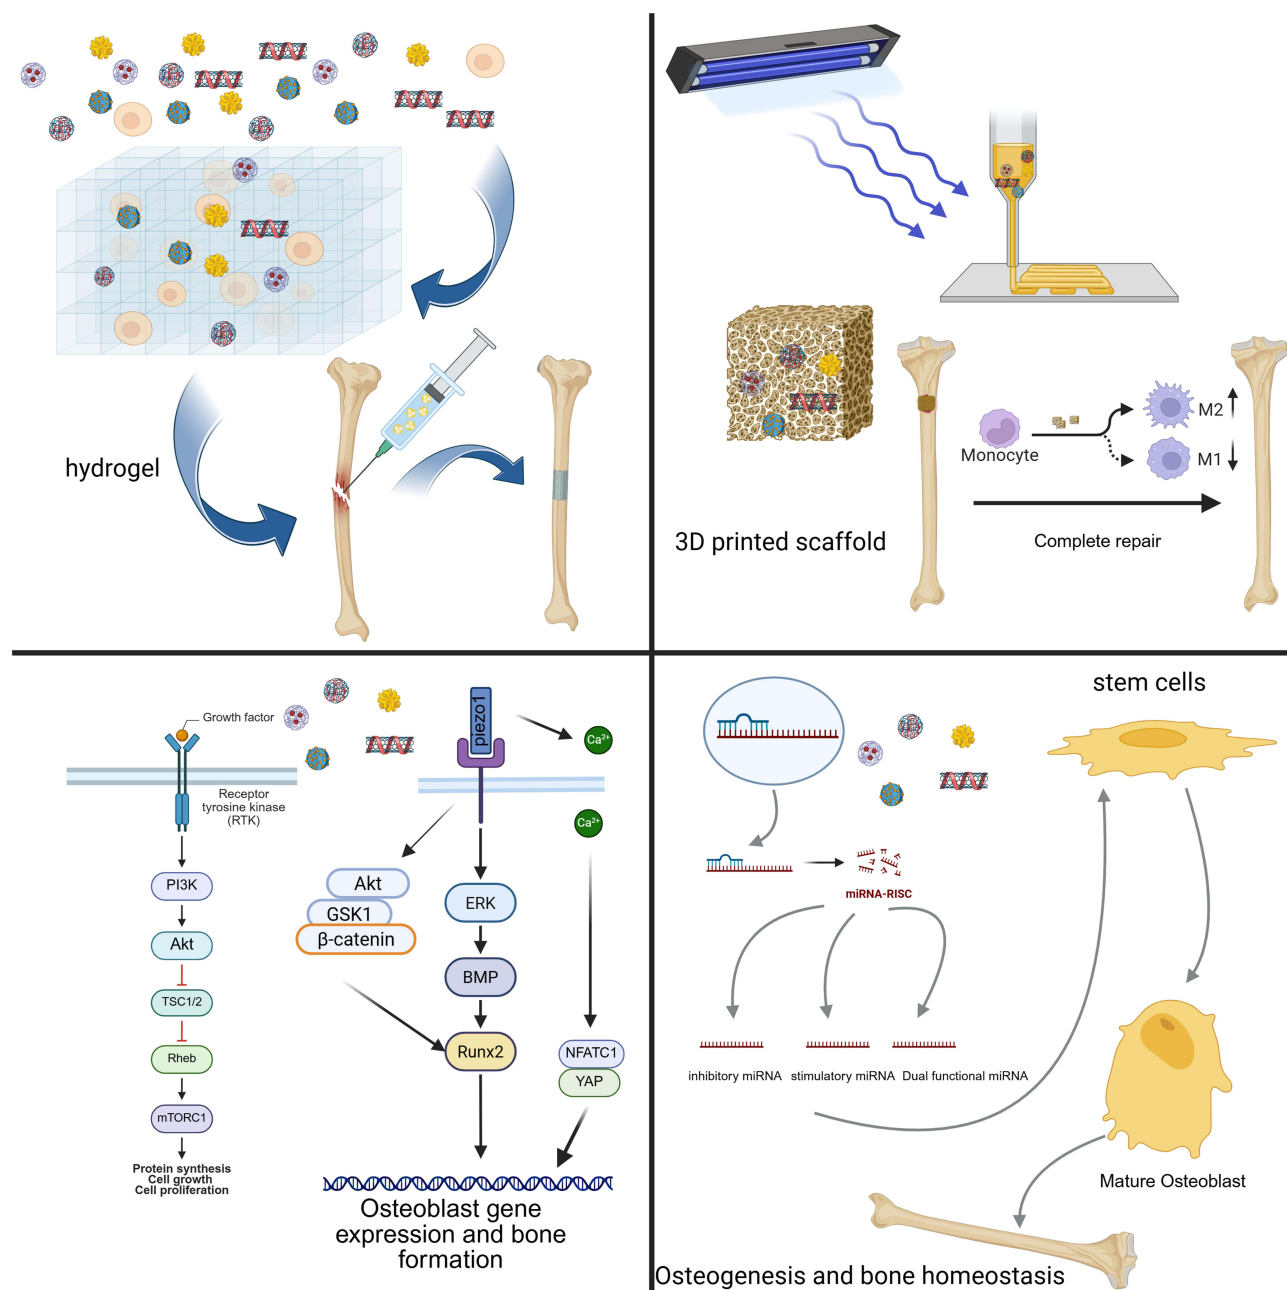 hydrogel
Monocyte
M2
M1
3D printed scaffold
Complete repair
Growth factor
Receptor
tyrosine kinase
(RTK)
PI3K
Akt
TSC1/2
Rheb
mTORC1
Protein synthesis
Cell growth
Cell proliferation
piezo1
Ca²⁺
Ca²⁺
Akt
GSK1
β-catenin
ERK
BMP
Runx2
NFATC1
YAP
Osteoblast gene
expression and bone
formation
stem cells
miRNA-RISC
inhibitory miRNA
stimulatory miRNA
Dual functional miRNA
Mature Osteoblast
Osteogenesis and bone homeostasis